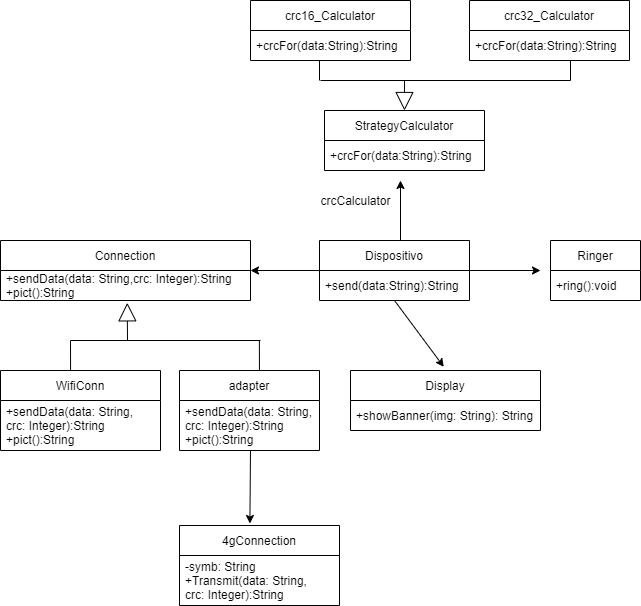 crc16_Calculator
+crcFor(data:String):String
crc32_Calculator
+crcFor(data:String):String
StrategyCalculator
+crcFor(data:String):String
crcCalculator
Connection
+sendData(data: String,crc: Integer):String
+pict():String
Dispositivo
+send(data:String):String
Ringer
+ring():void
WifiConn
+sendData(data: String,
crc: Integer):String
+pict():String
adapter
+sendData(data: String,
crc: Integer):String
+pict():String
Display
+showBanner(img: String): String
4gConnection
-symb: String
+Transmit(data: String,
crc: Integer):String